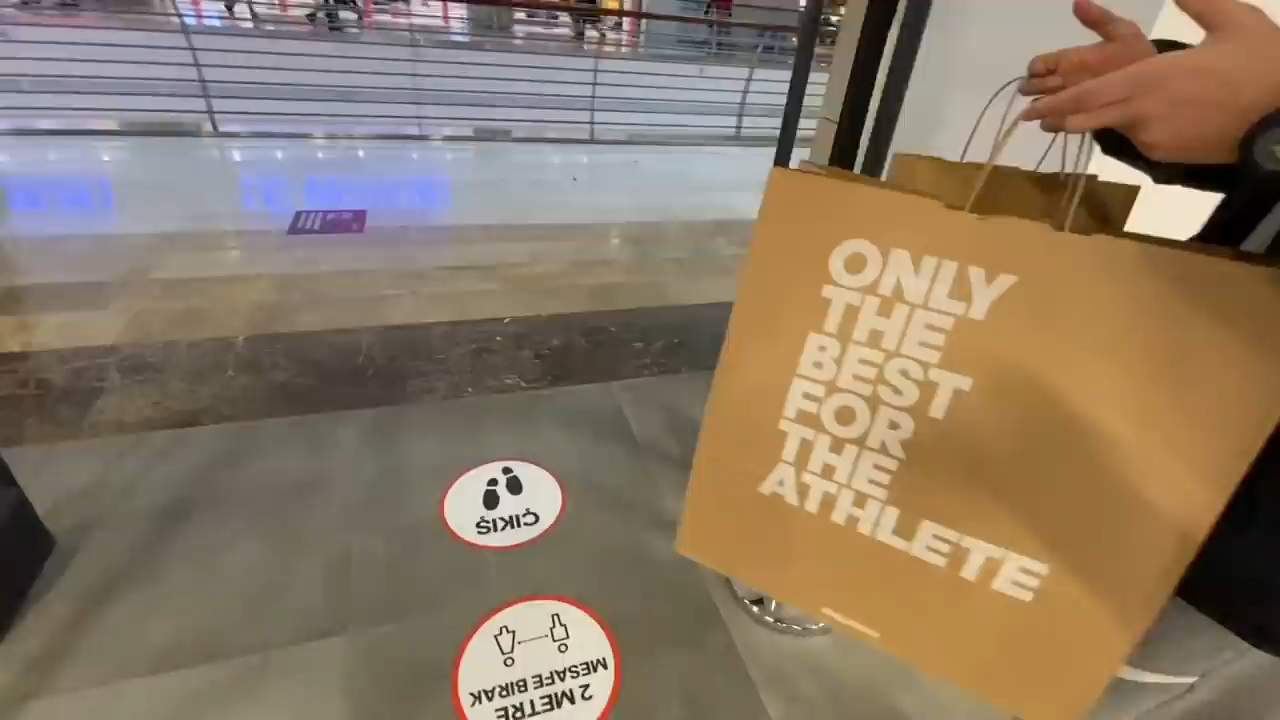 ONLY
THE
BEST
FOR
THE
ATHLETE
ÇIKIŞ
2 METRE
MESAFE BIRAK